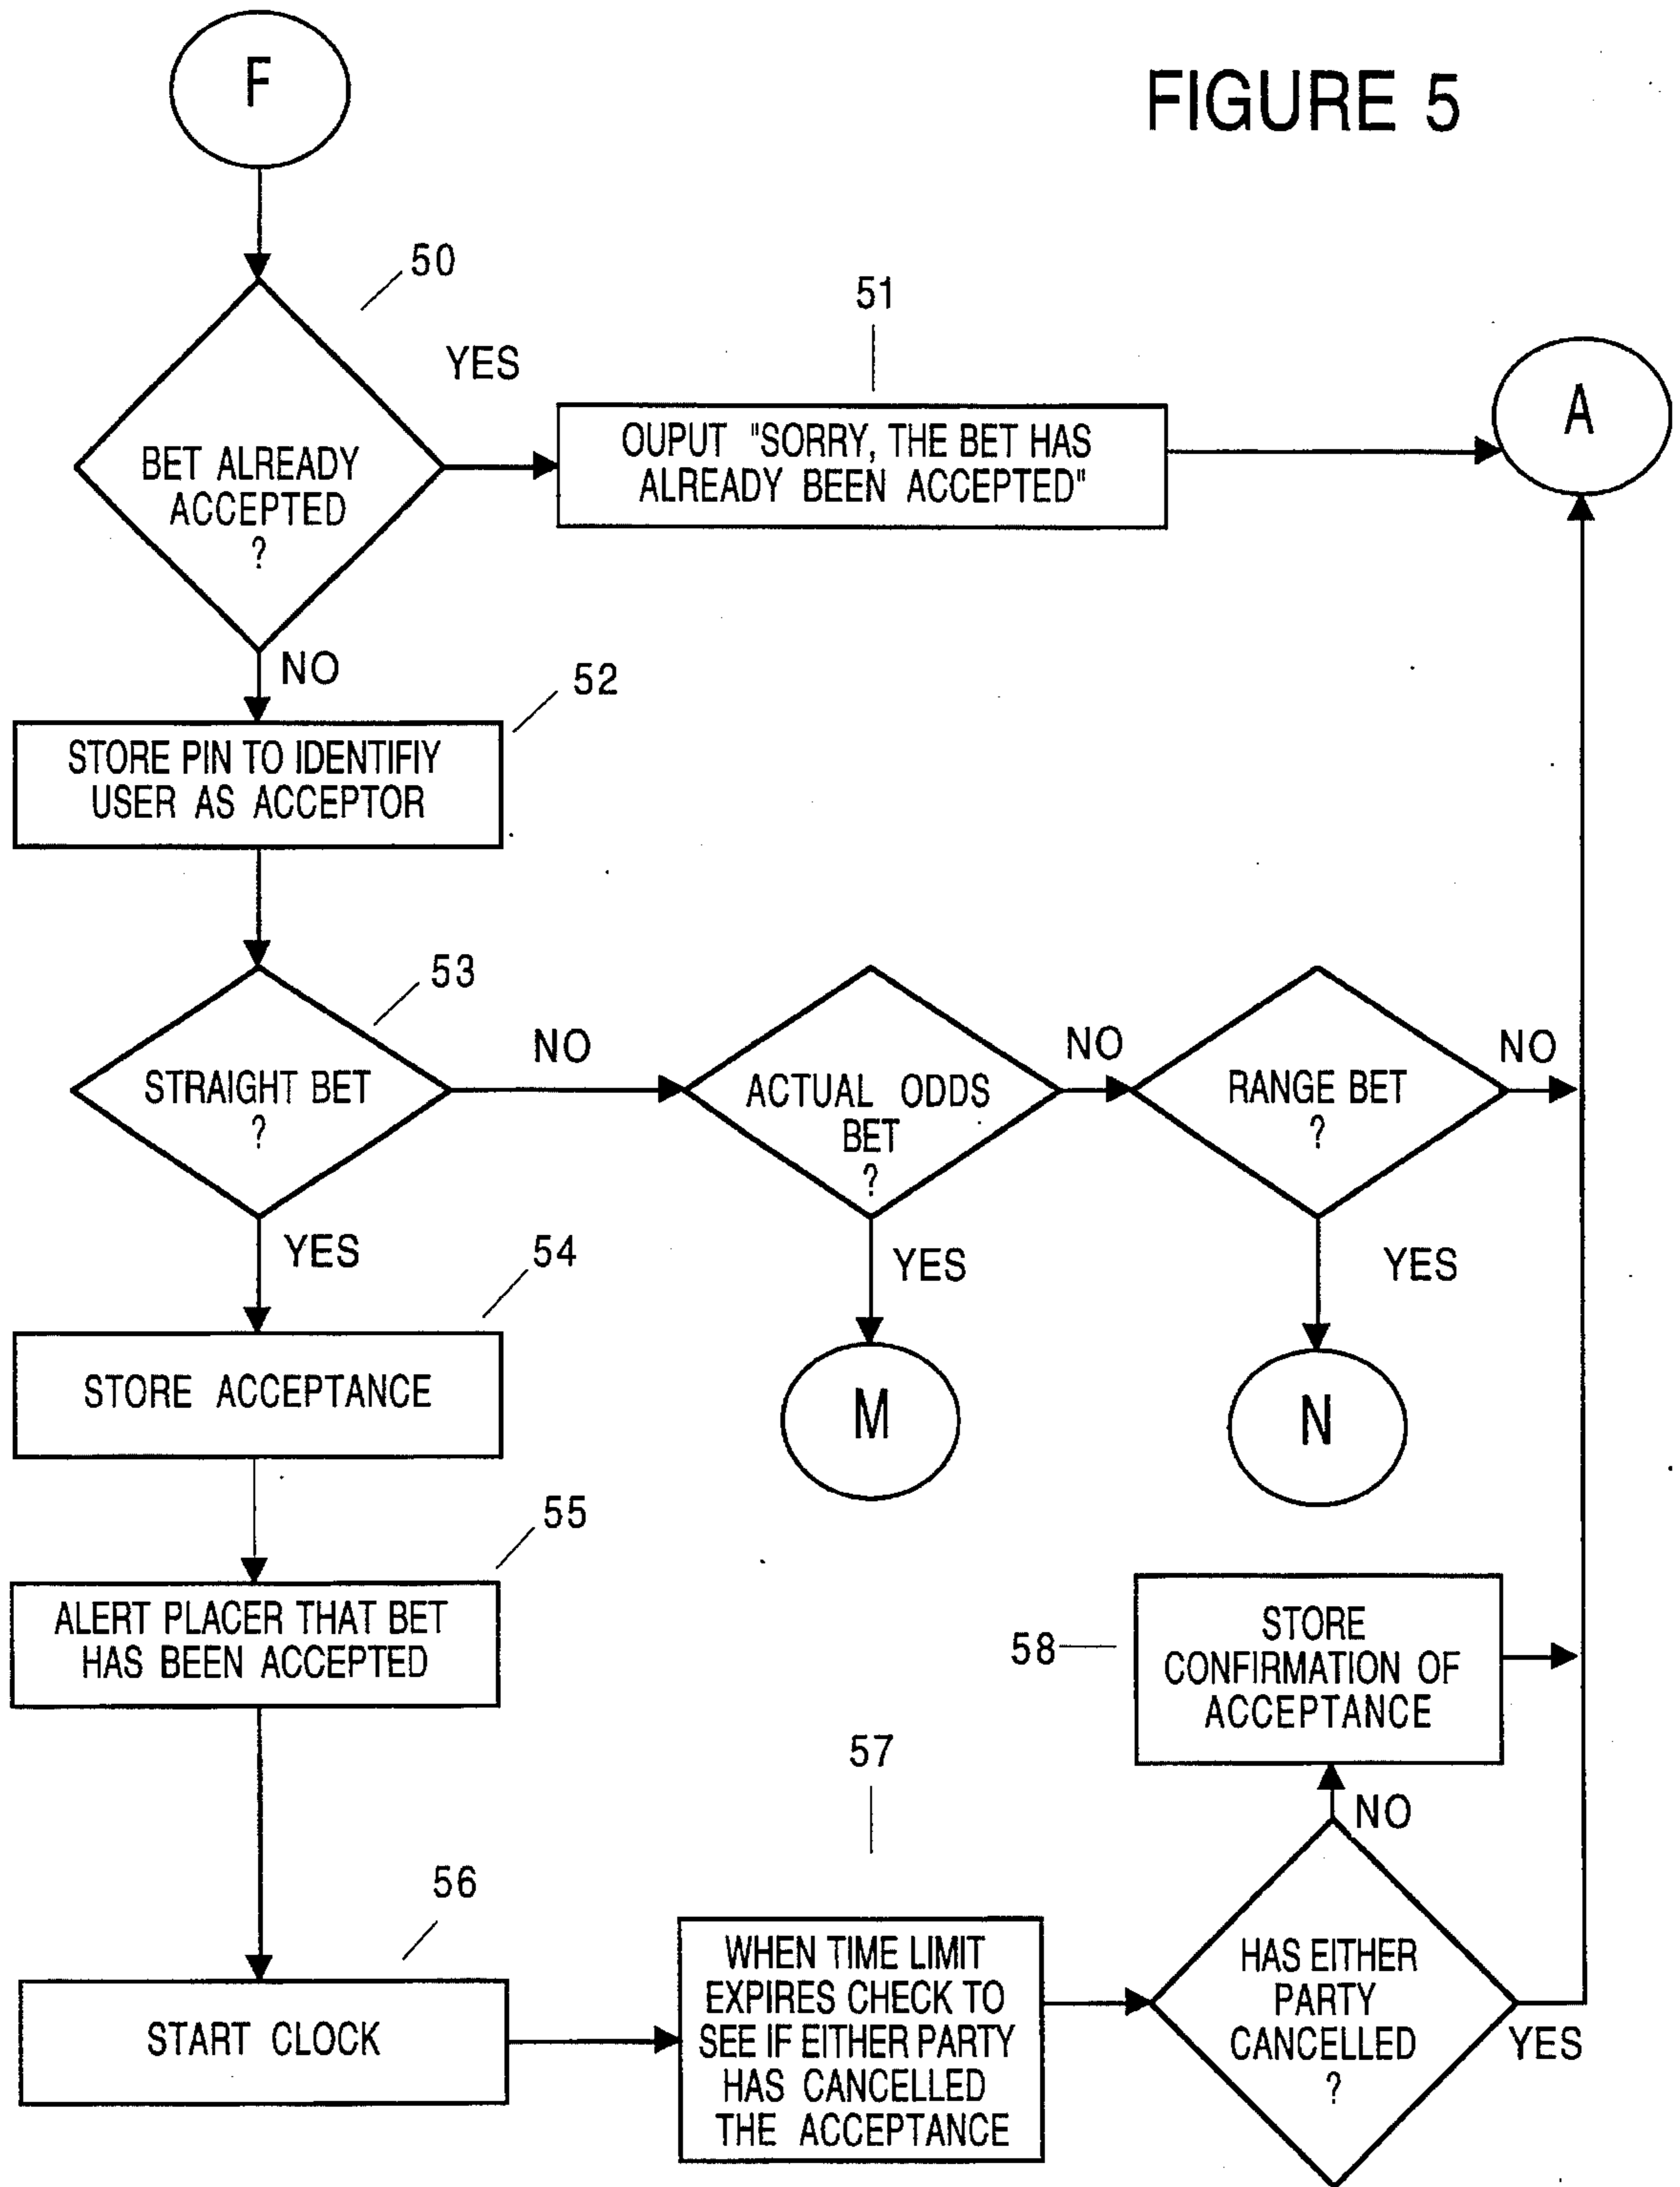 FIGURE 5
F
50
YES
51
BET ALREADY
ACCEPTED
?
OUPUT "SORRY, THE BET HAS
ALREADY BEEN ACCEPTED"
A
NO
52
STORE PIN TO IDENTIFIY
USER AS ACCEPTOR
53
STRAIGHT BET
?
NO
ACTUAL ODDS
BET
?
NO
RANGE BET
?
NO
YES
YES
YES
54
STORE ACCEPTANCE
M
N
55
ALERT PLACER THAT BET
HAS BEEN ACCEPTED
58
STORE
CONFIRMATION OF
ACCEPTANCE
57
NO
56
START CLOCK
WHEN TIME LIMIT
EXPIRES CHECK TO
SEE IF EITHER PARTY
HAS CANCELLED
THE ACCEPTANCE
HAS EITHER
PARTY
CANCELLED
?
YES